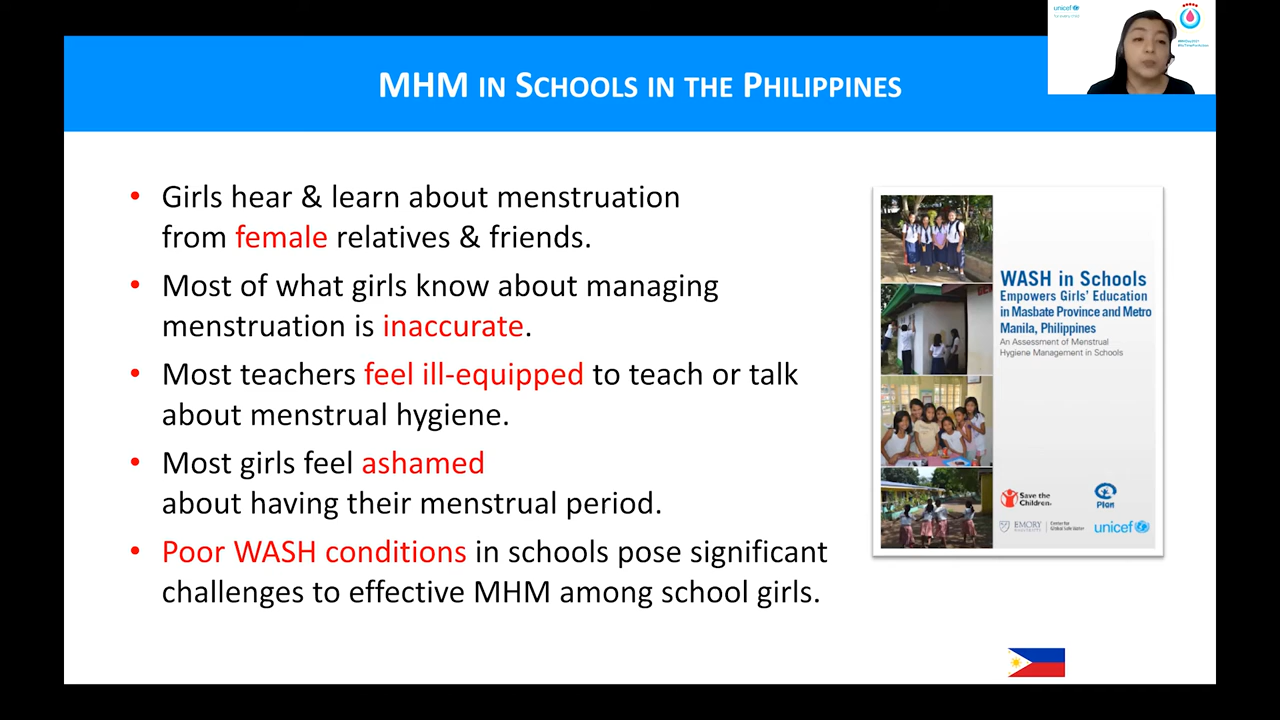 unicef
for every child
MHM IN SCHOOLS IN THE PHILIPPINES
• Girls hear & learn about menstruation
from female relatives & friends.
• Most of what girls know about managing
menstruation is inaccurate.
• Most teachers feel ill-equipped to teach or talk
about menstrual hygiene.
• Most girls feel ashamed
about having their menstrual period.
• Poor WASH conditions in schools pose significant
challenges to effective MHM among school girls.
WASH in Schools
Empowers Girls' Education
in Masbate Province and Metro
Manila, Philippines
An Assessment of Menstrual
Hygiene Management in Schools
Save the
Children.
Plan
EMORY
Center for
Global Safe Water
unicef